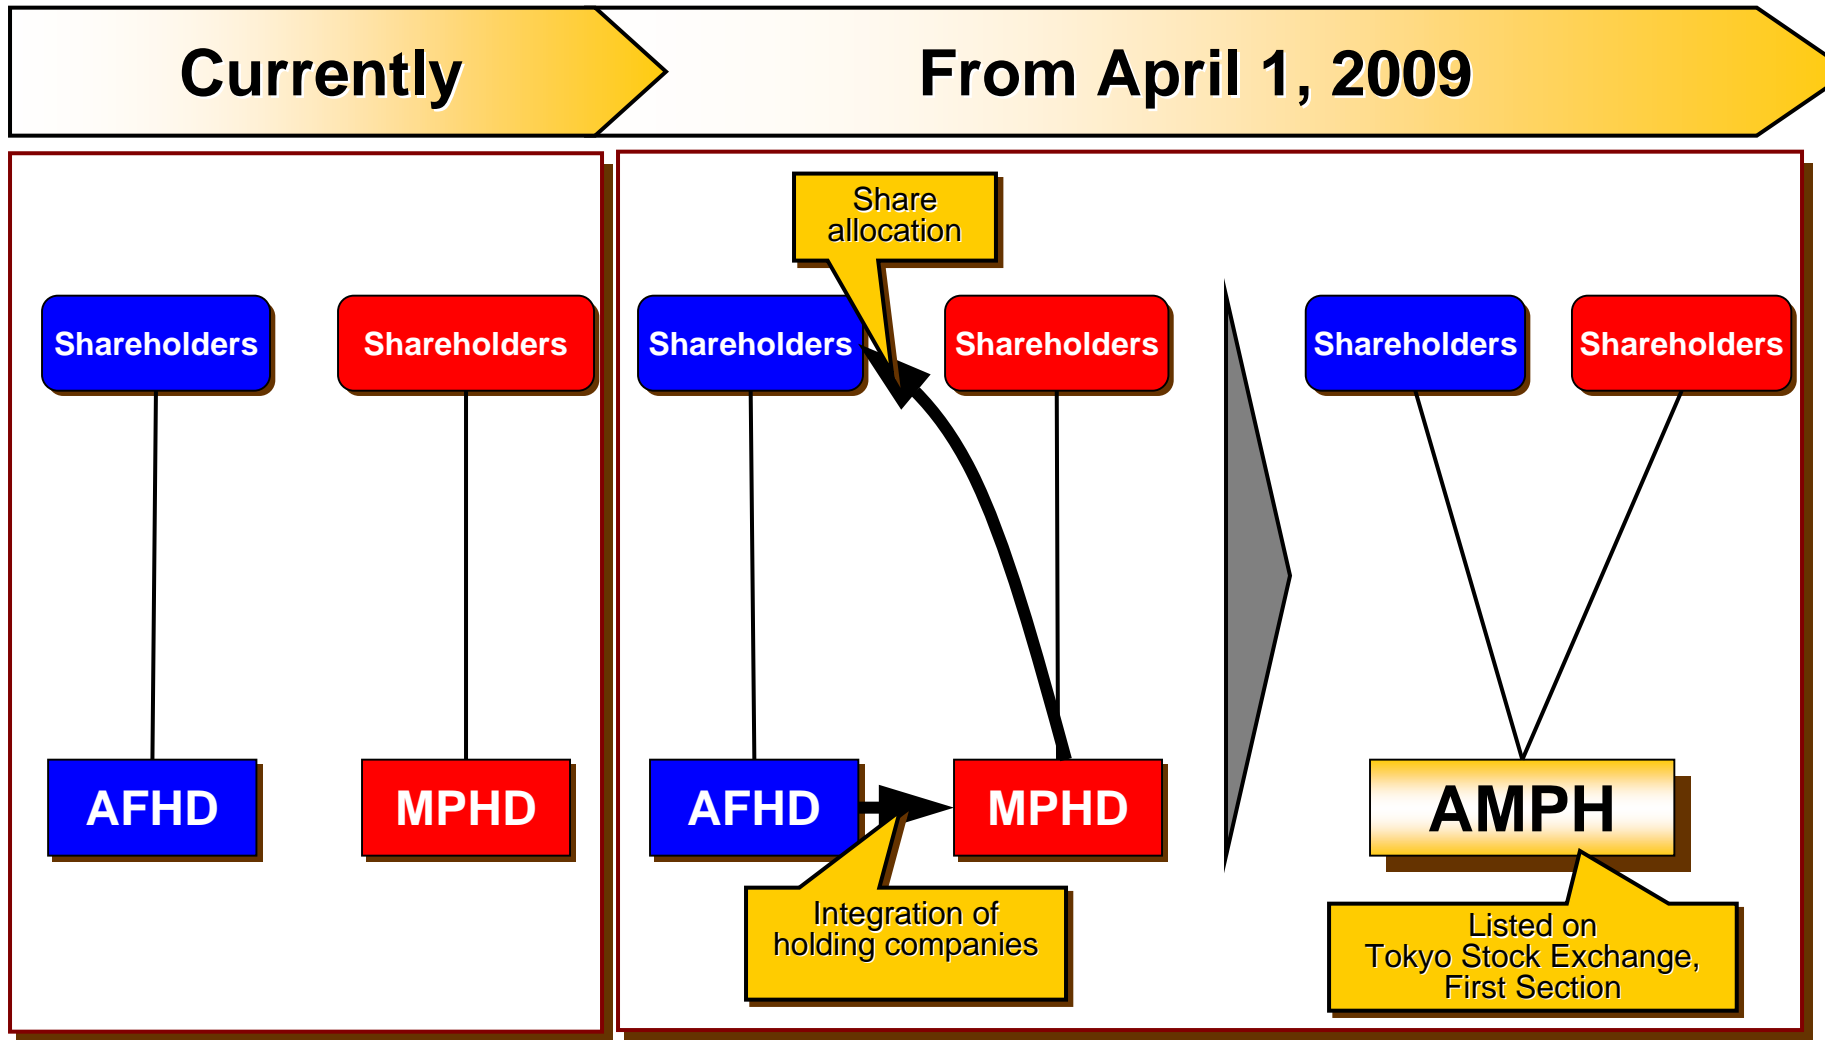 Currently
From April 1, 2009
Shareholders
Shareholders
AFHD
MPHD
Share
allocation
Shareholders
Shareholders
AFHD
MPHD
Integration of
holding companies
Shareholders
Shareholders
AMPH
Listed on
Tokyo Stock Exchange,
First Section